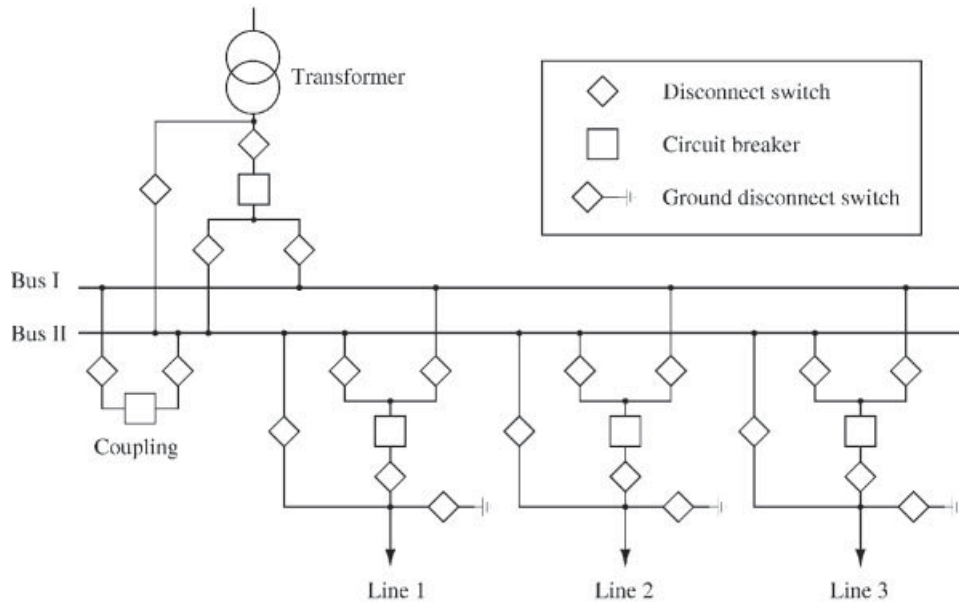 Transformer
Disconnect switch
Circuit breaker
Ground disconnect switch
Bus I
Bus II
Coupling
Line 1
Line 2
Line 3